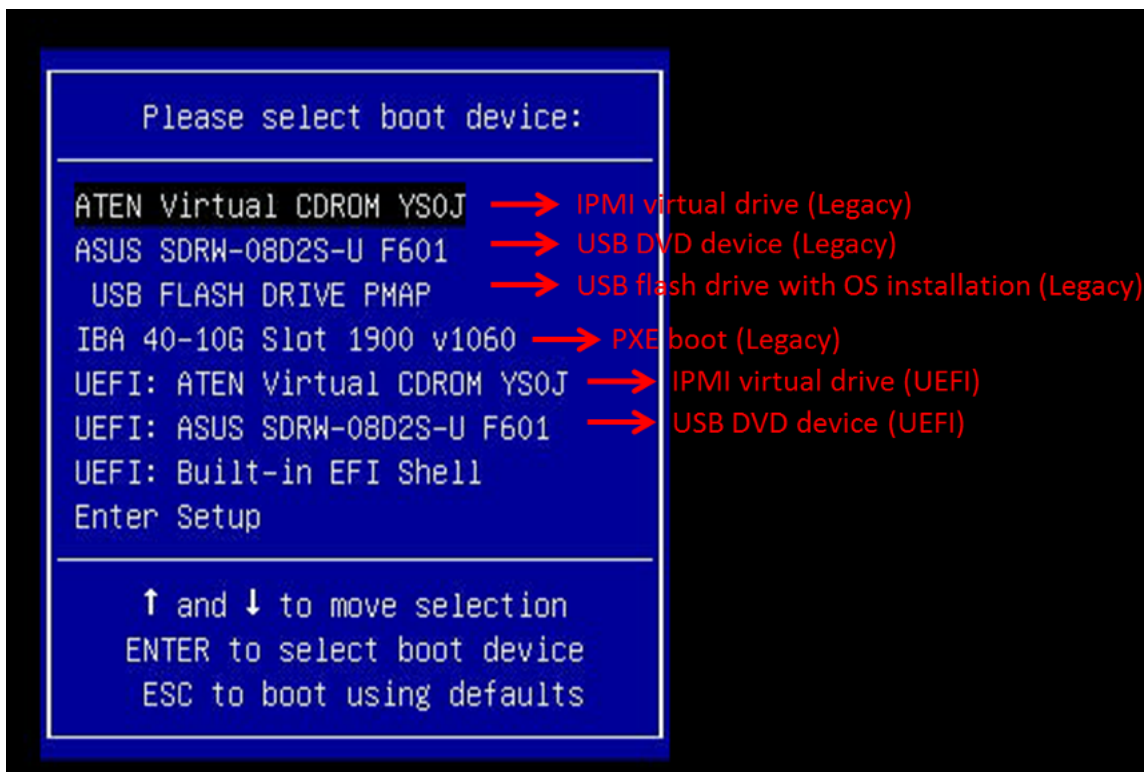 Please select boot device:
ATEN Virtual CDROM YS0J → IPMI virtual drive (Legacy)
ASUS SDRW-08D2S-U F601 → USB DVD device (Legacy)
USB FLASH DRIVE PMAP → USB flash drive with OS installation (Legacy)
IBA 40-10G Slot 1900 v1060 → PXE boot (Legacy)
UEFI: ATEN Virtual CDROM YS0J → IPMI virtual drive (UEFI)
UEFI: ASUS SDRW-08D2S-U F601 → USB DVD device (UEFI)
UEFI: Built-in EFI Shell
Enter Setup
↑ and ↓ to move selection
ENTER to select boot device
ESC to boot using defaults